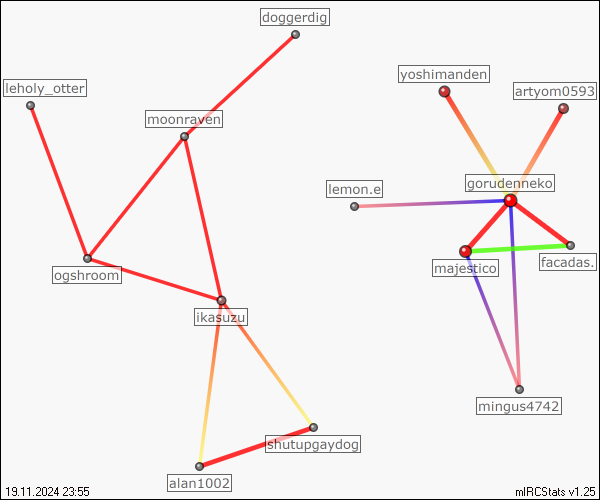 doggerdig
yoshimanden
leholy_otter
artyom0593
moonraven
gorudenneko
lemon.e
facadas.
majestico
ogshroom
ikasuzu
mingus4742
shutupgaydog
alan1002
19.11.2024 23:55
mIRCStats v1.25